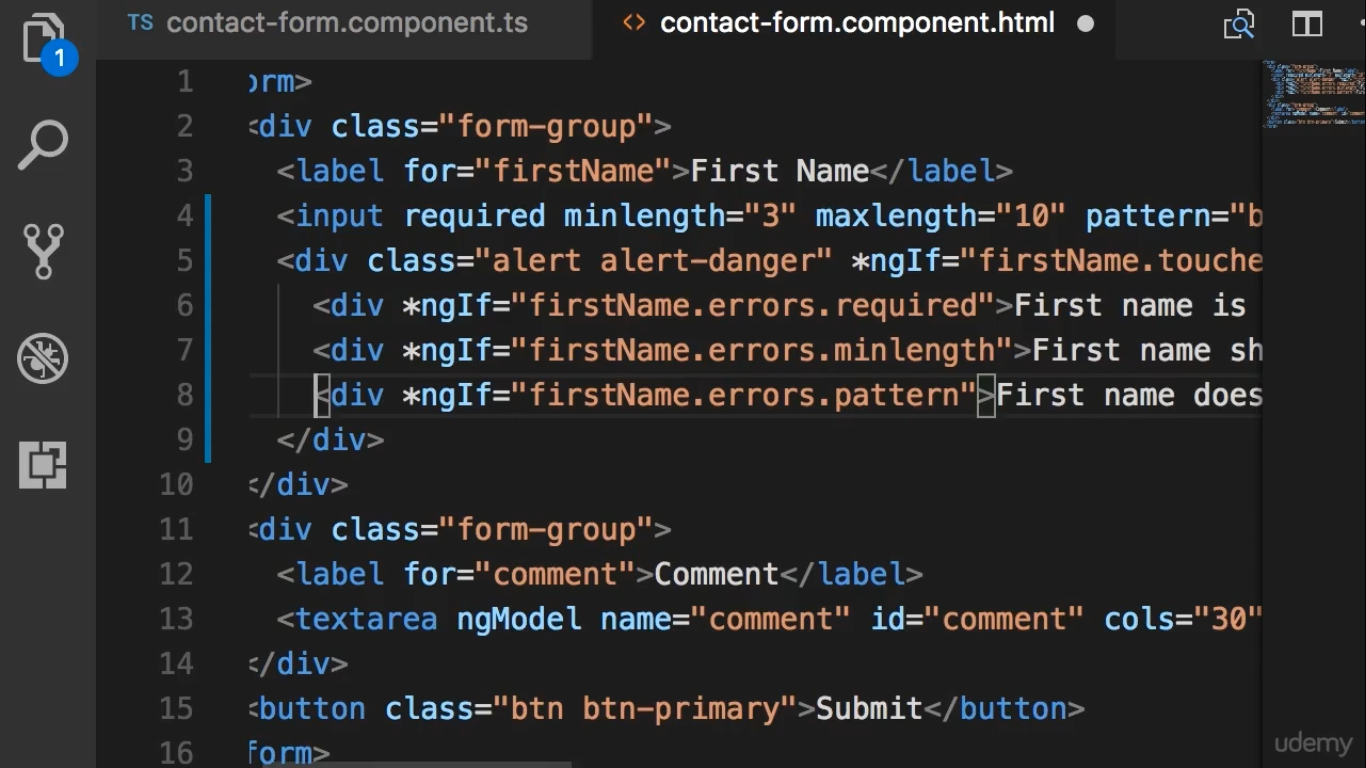 TS contact-form.component.ts
<> contact-form.component.html
1
1 orm>
2 <div class="form-group">
3 <label for="firstName">First Name</label>
4 <input required minlength="3" maxlength="10" pattern="b
5 <div class="alert alert-danger" *ngIf="firstName.touche
6 <div *ngIf="firstName.errors.required">First name is
7 <div *ngIf="firstName.errors.minlength">First name sh
8 <div *ngIf="firstName.errors.pattern">First name does
9 </div>
10 </div>
11 <div class="form-group">
12 <label for="comment">Comment</label>
13 <textarea ngModel name="comment" id="comment" cols="30"
14 </div>
15 <button class="btn btn-primary">Submit</button>
16 form>
udemy